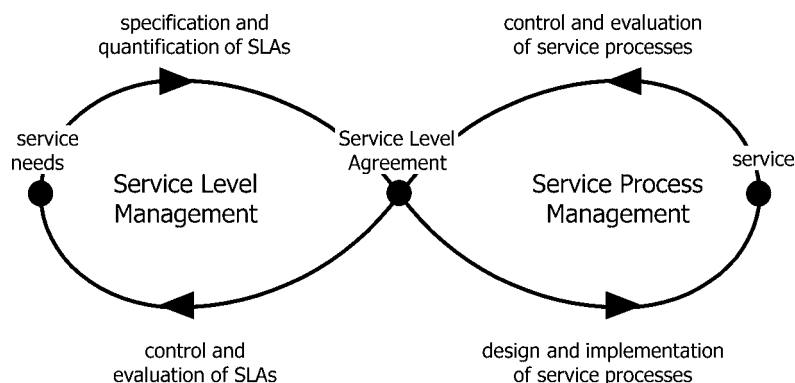 specification and
quantification of SLAs
control and evaluation
of service processes
service
needs
Service Level
Agreement
service
Service Level
Management
Service Process
Management
control and
evaluation of SLAs
design and implementation
of service processes